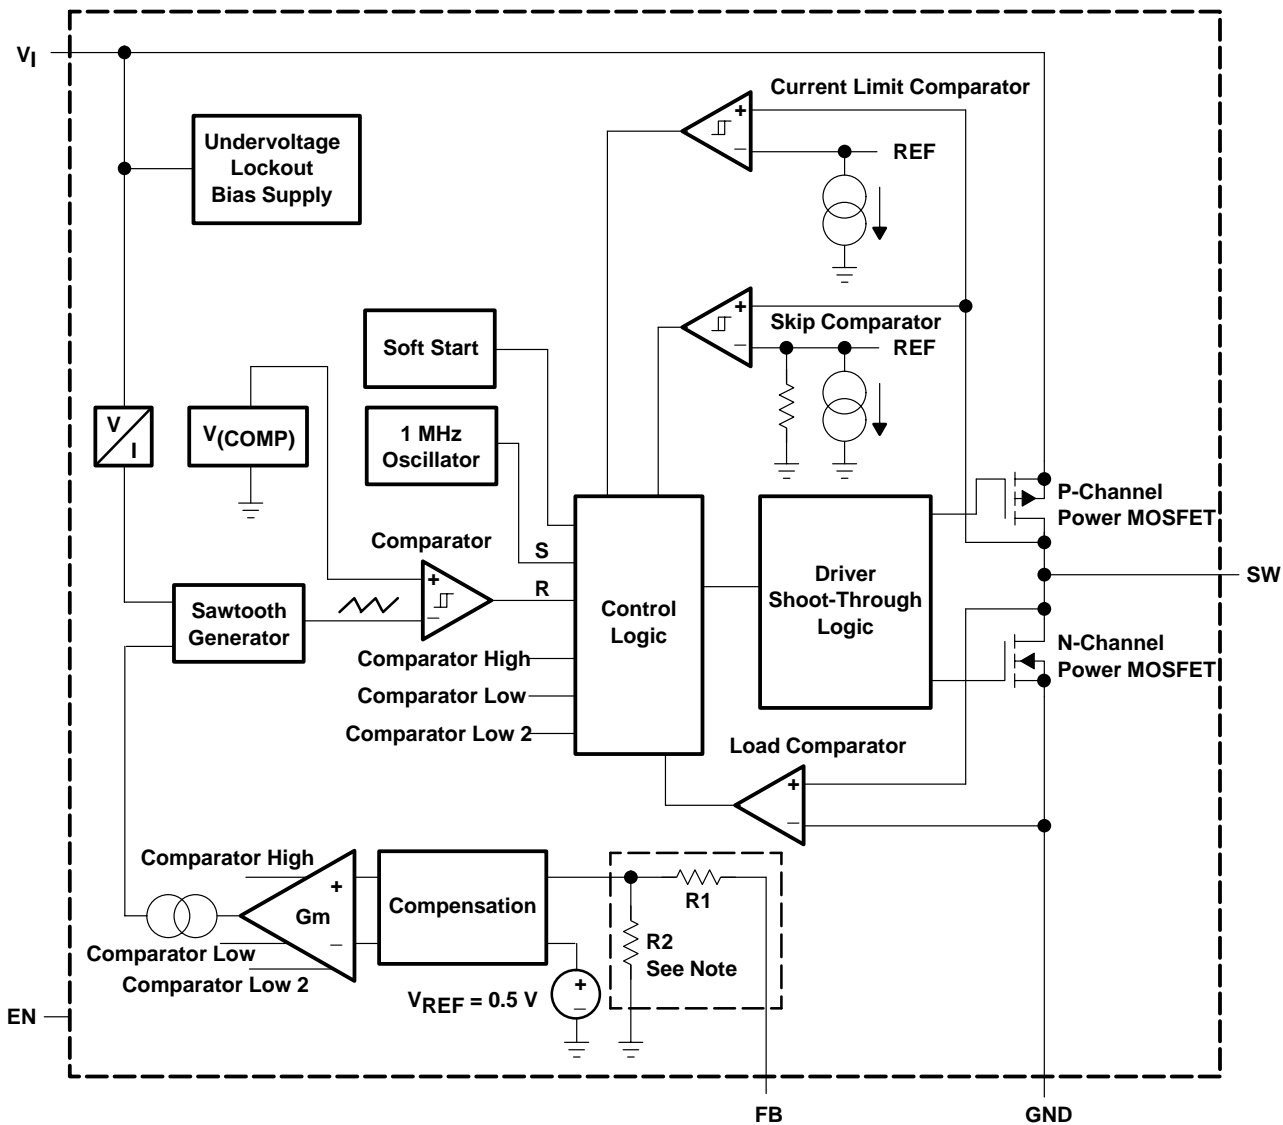 VI
Undervoltage
Lockout
Bias Supply
Current Limit Comparator
+
–
REF
Soft Start
Skip Comparator
+
–
REF
V
I
V(COMP)
1 MHz
Oscillator
P-Channel
Power MOSFET
Comparator
+
–
S
R
Sawtooth
Generator
Control
Logic
Driver
Shoot-Through
Logic
SW
N-Channel
Power MOSFET
Comparator High
Comparator Low
Comparator Low 2
Load Comparator
+
–
Comparator High
+
Gm
–
Comparator Low
Comparator Low 2
Compensation
R1
R2
See Note
VREF = 0.5 V
+
–
EN
FB
GND